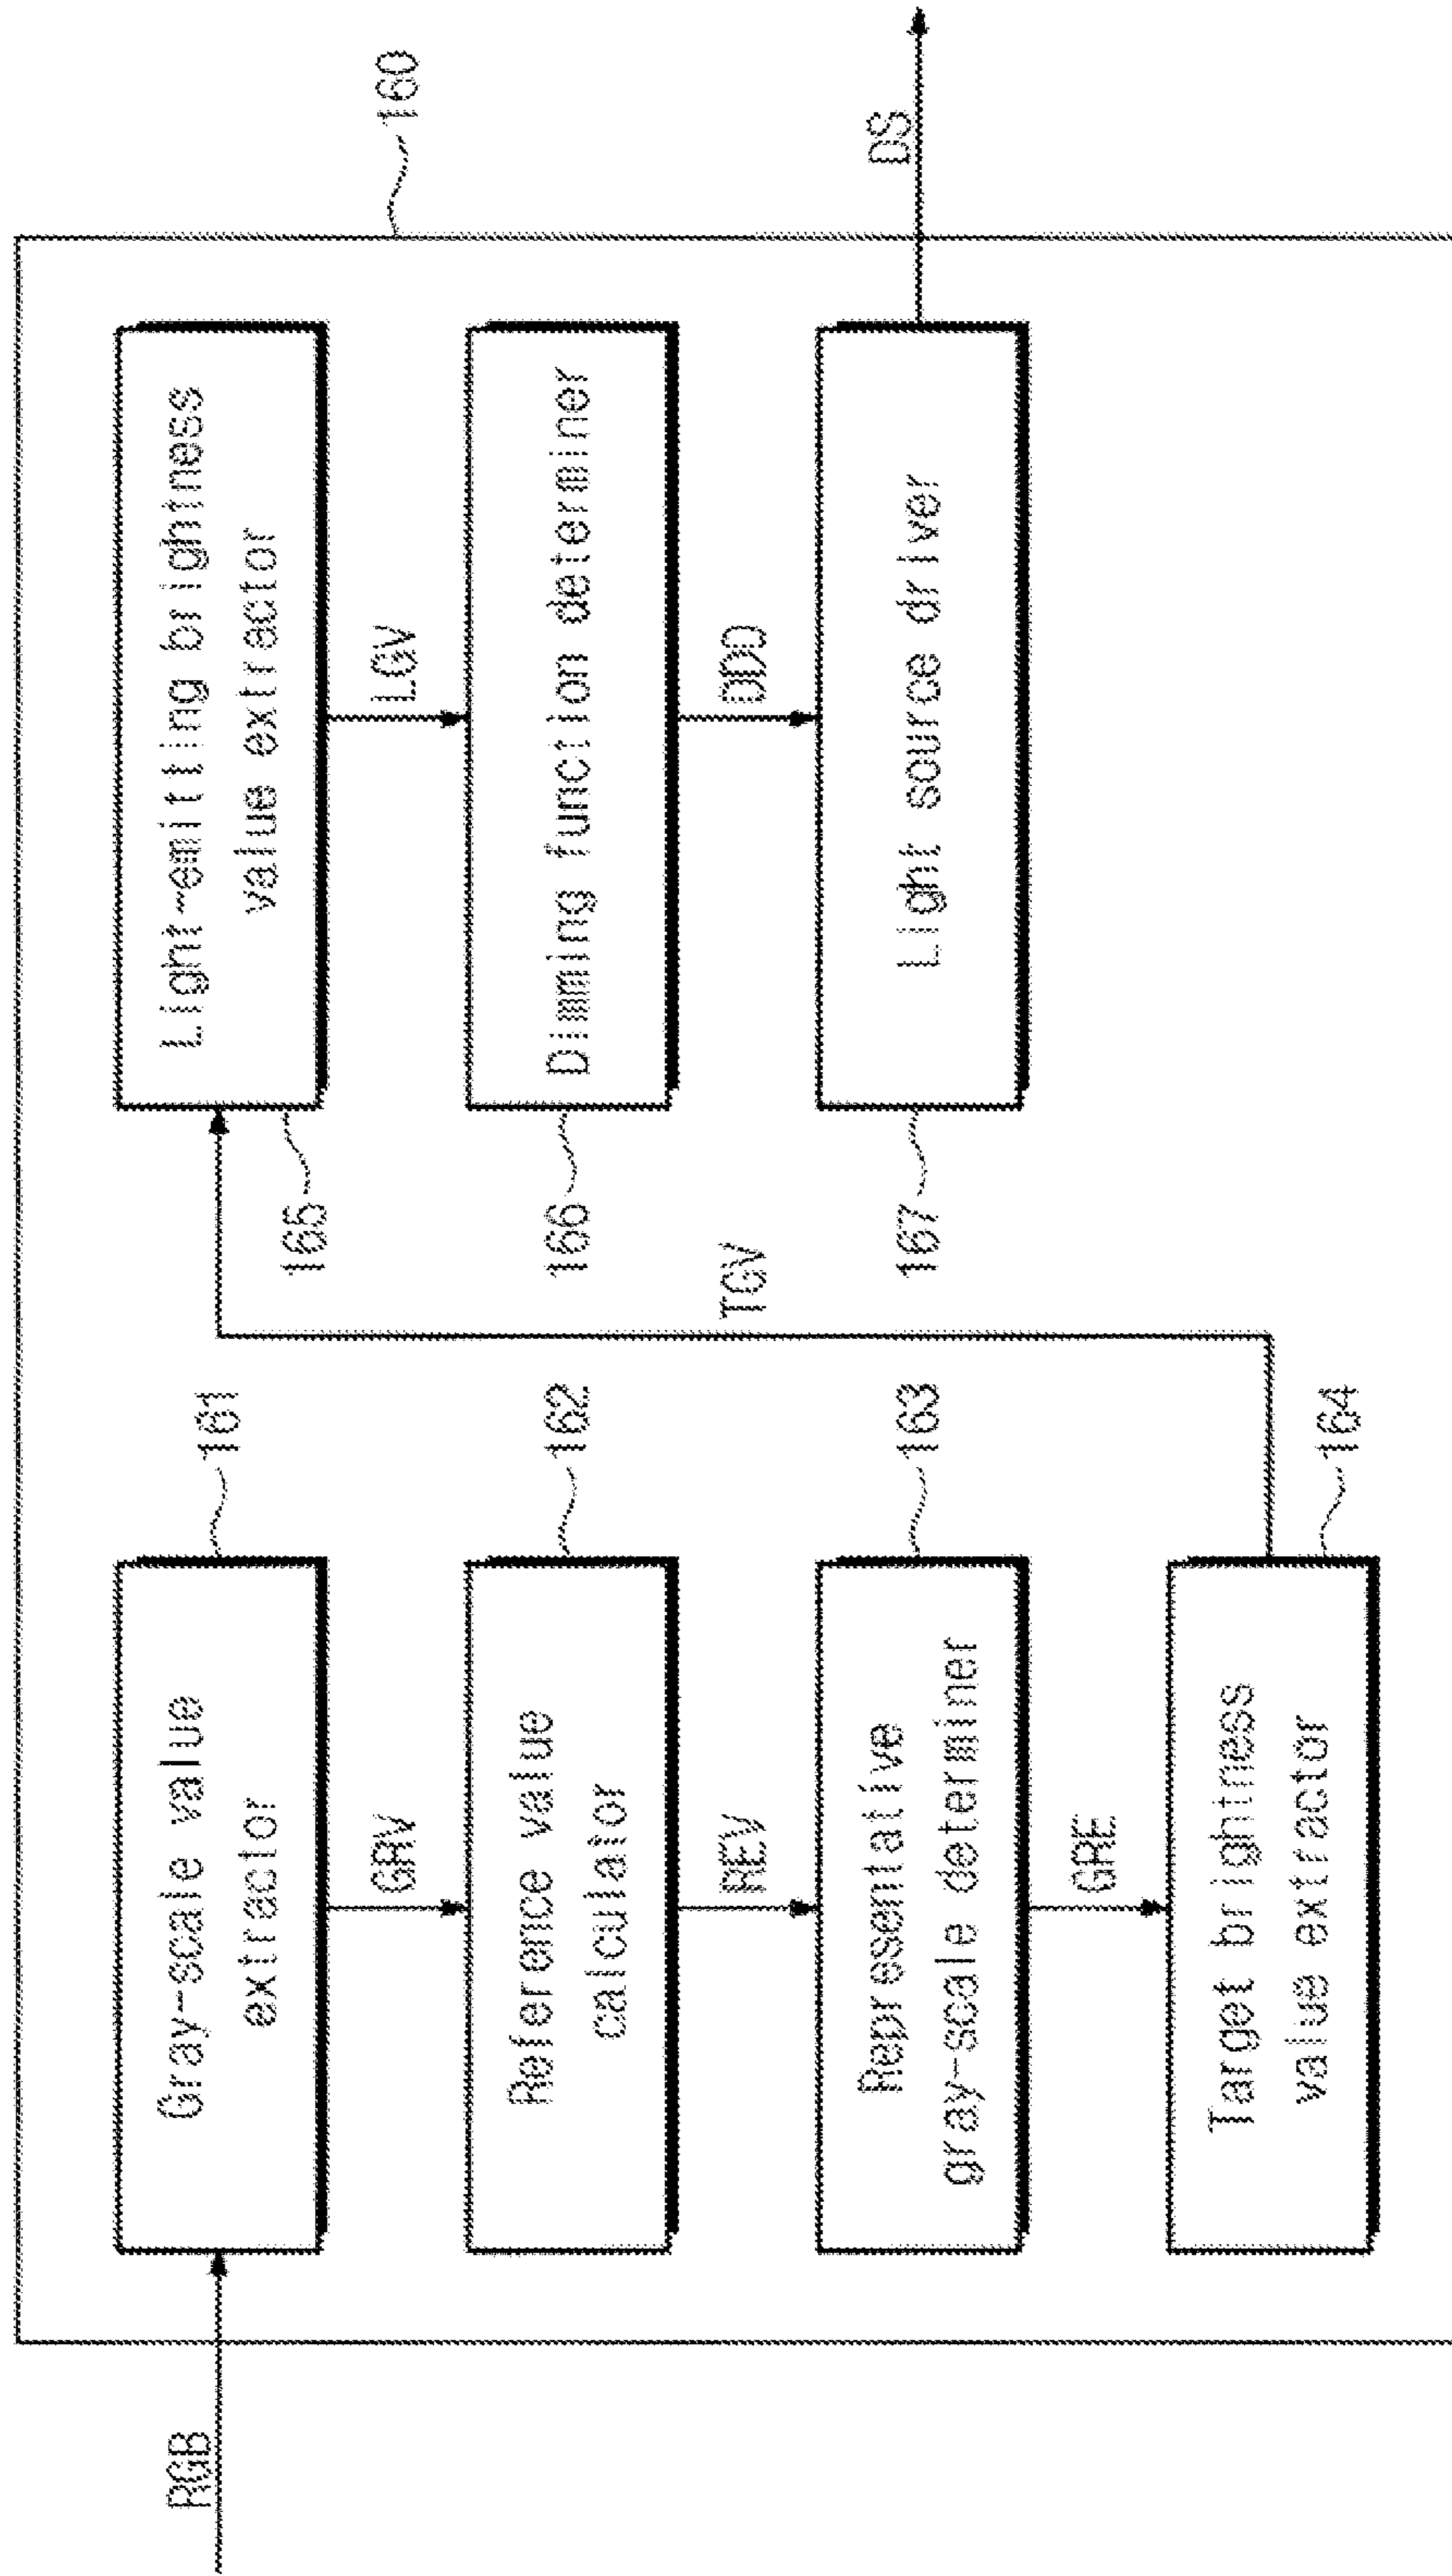 160
RGB
Gray-scale value
extractor
161
GRV
Reference value
calculator
162
REV
Representative
gray-scale determiner
163
GRE
Target brightness
value extractor
164
TGV
Light-emitting brightness
value extractor
165
LGV
Dimming function determiner
166
DDO
Light source driver
167
DS